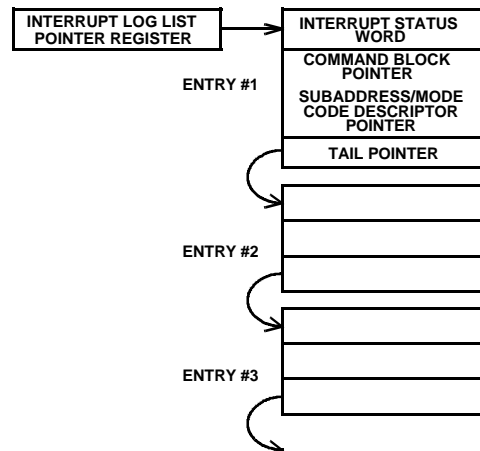 INTERRUPT LOG LIST
POINTER REGISTER
INTERRUPT STATUS
WORD
ENTRY #1
COMMAND BLOCK
POINTER
SUBADDRESS/MODE
CODE DESCRIPTOR
POINTER
TAIL POINTER
ENTRY #2
ENTRY #3